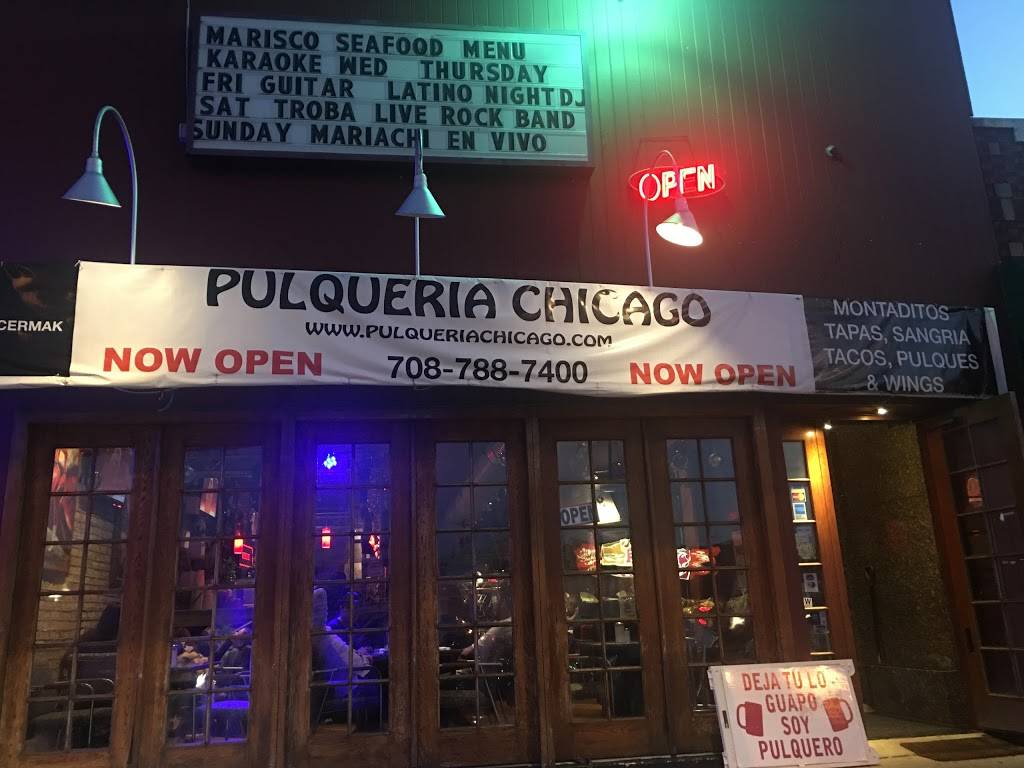 MARISCO SEAFOOD MENU
KARAOKE WED THURSDAY
FRI GUITAR LATINO NIGHT DJ
SAT TROBA LIVE ROCK BAND
SUNDAY MARIACHI EN VIVO
OPEN
CERMAK
PULQUERIA CHICAGO
WWW.PULQUERIACHICAGO.COM
NOW OPEN 708-788-7400 NOW OPEN
MONTADITOS
TAPAS, SANGRIA
TACOS, PULQUES
& WINGS
OPEN
DEJA TU LO
GUAPO
SOY
PULQUERO